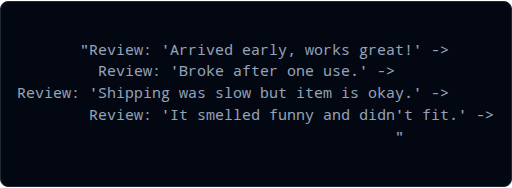 "Review: 'Arrived early, works great!' ->
Review: 'Broke after one use.' ->
Review: 'Shipping was slow but item is okay.' ->
Review: 'It smelled funny and didn't fit.' ->
"